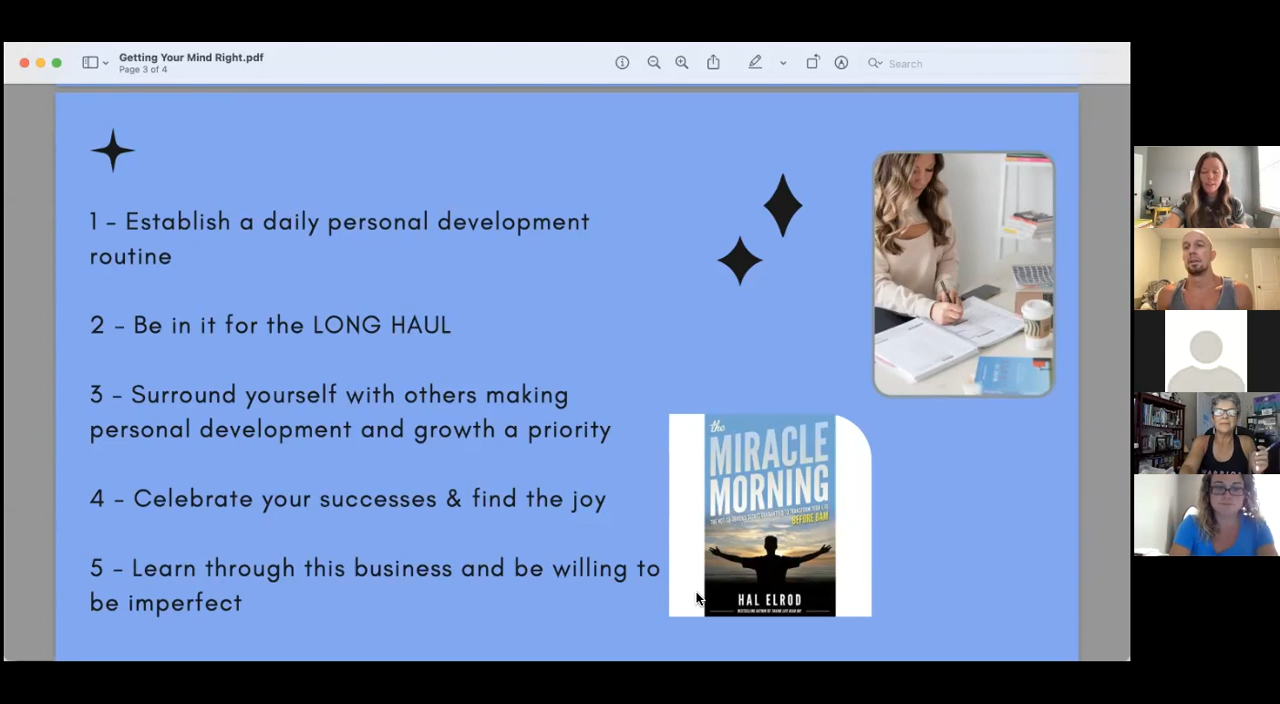 Getting Your Mind Right.pdf
Page 3 of 4
Search
1 - Establish a daily personal development
routine
2 - Be in it for the LONG HAUL
3 - Surround yourself with others making
personal development and growth a priority
4 - Celebrate your successes & find the joy
5 - Learn through this business and be willing to
be imperfect
the
MIRACLE
MORNING
BEFORE 8AM
HAL ELROD